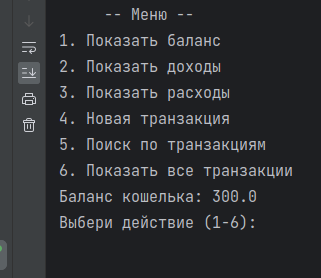 -- Меню --
1. Показать баланс
2. Показать доходы
3. Показать расходы
4. Новая транзакция
5. Поиск по транзакциям
6. Показать все транзакции
Баланс кошелька: 300.0
Выбери действие (1-6):